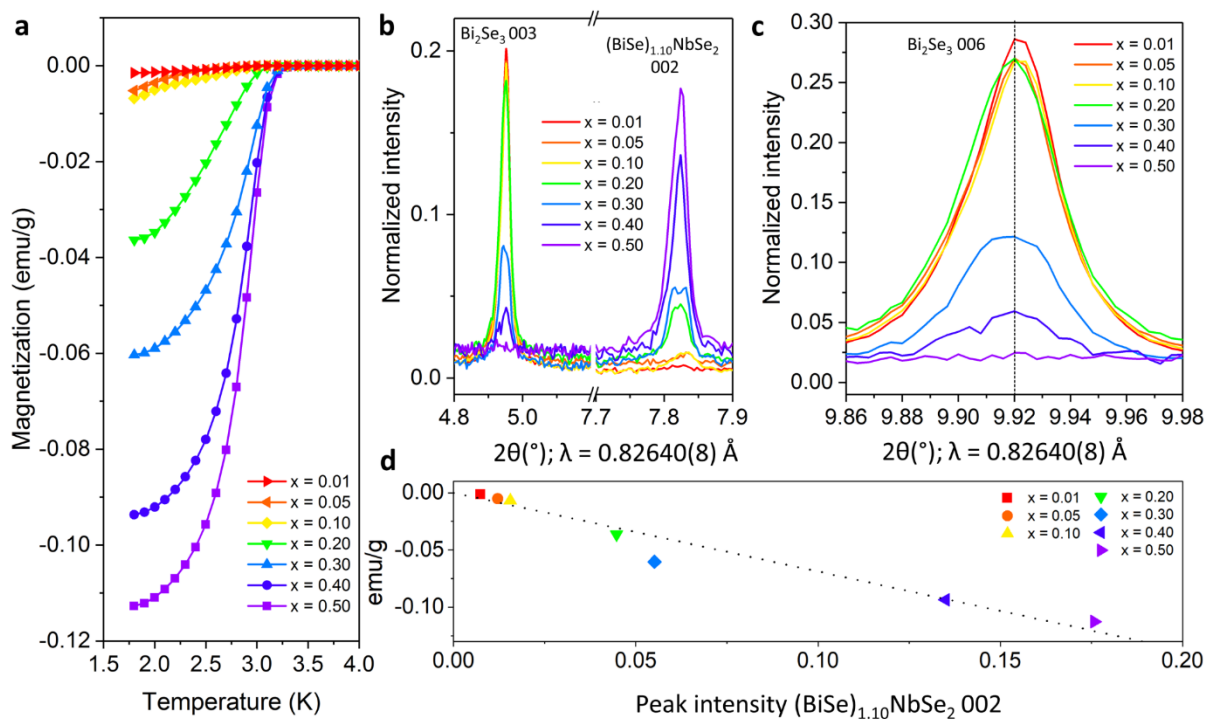 a
Magnetization (emu/g)
0.00
-0.02
-0.04
-0.06
-0.08
-0.10
-0.12
1.5 2.0 2.5 3.0 3.5 4.0
Temperature (K)
x = 0.01
x = 0.05
x = 0.10
x = 0.20
x = 0.30
x = 0.40
x = 0.50
b
Bi₂Se₃ 003
(BiSe)₁.₁₀NbSe₂
002
Normalized intensity
0.2
0.1
0.0
x = 0.01
x = 0.05
x = 0.10
x = 0.20
x = 0.30
x = 0.40
x = 0.50
4.8 5.0 7.7 7.8 7.9
2θ(°); λ = 0.82640(8) Å
c
Bi₂Se₃ 006
Normalized intensity
0.30
0.25
0.20
0.15
0.10
0.05
0.00
x = 0.01
x = 0.05
x = 0.10
x = 0.20
x = 0.30
x = 0.40
x = 0.50
9.86 9.88 9.90 9.92 9.94 9.96 9.98
2θ(°); λ = 0.82640(8) Å
d
emu/g
0.00
-0.05
-0.10
x = 0.01 x = 0.20
x = 0.05 x = 0.30
x = 0.10 x = 0.40
x = 0.50
0.00 0.05 0.10 0.15 0.20
Peak intensity (BiSe)₁.₁₀NbSe₂ 002